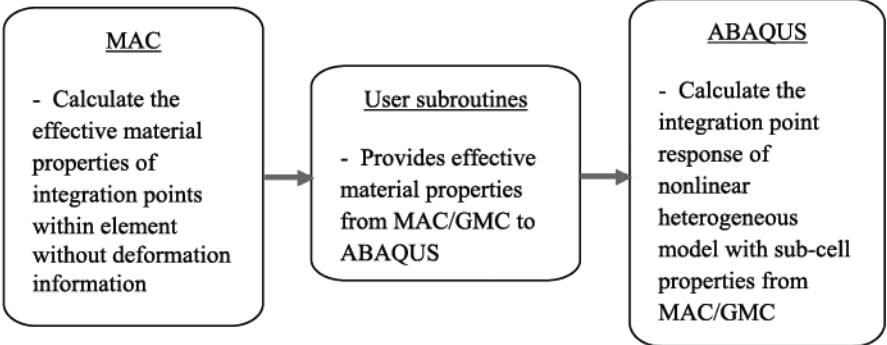 MAC
- Calculate the
effective material
properties of
integration points
within element
without deformation
information
User subroutines
- Provides effective
material properties
from MAC/GMC to
ABAQUS
ABAQUS
- Calculate the
integration point
response of
nonlinear
heterogeneous
model with sub-cell
properties from
MAC/GMC